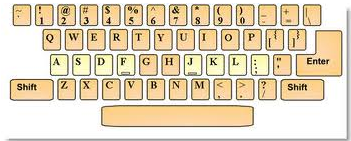 ~ ` ! 1 @ 2 # 3 $ 4 % 5 ^ 6 & 7 * 8 ( 9 ) 0 _ - + = | \
Q W E R T Y U I O P { [ } ]
A S D F G H J K L : ; " ' Enter
Shift Z X C V B N M < , > . ? / Shift